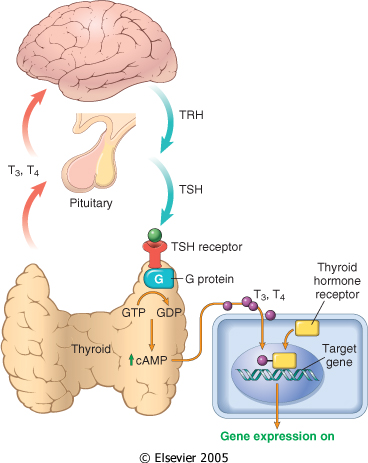 TRH
T3, T4
Pituitary
TSH
TSH receptor
G
G protein
GTP GDP
Thyroid
cAMP
T3, T4
Thyroid
hormone
receptor
Target
gene
Gene expression on
© Elsevier 2005